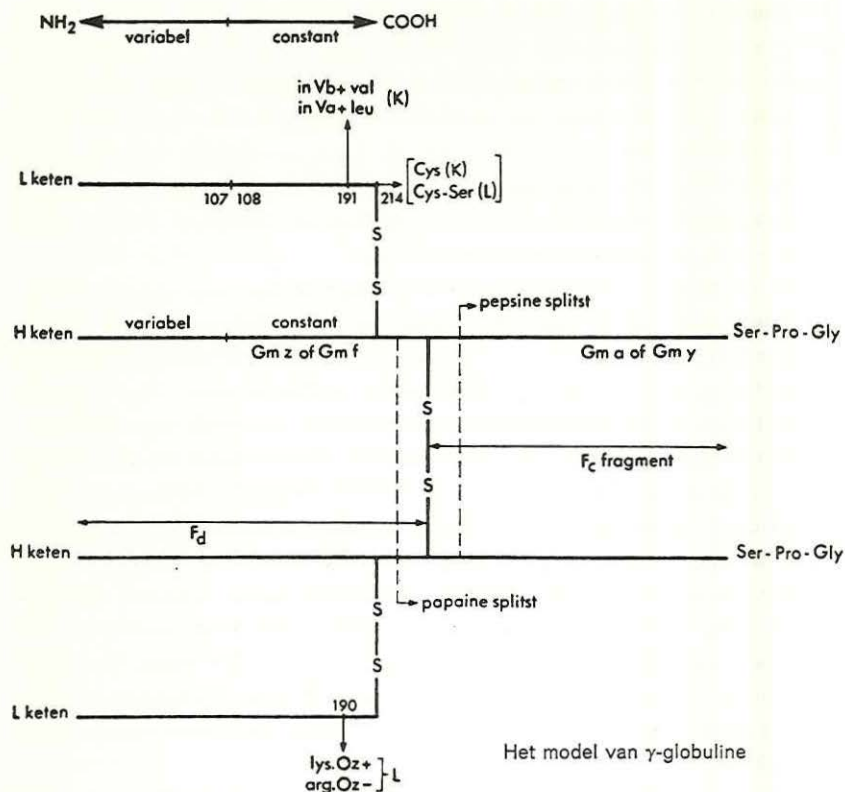 NH2 COOH
variabel constant
in Vb+ val
in Va+ leu (K)
L keten
Cys (K)
Cys-Ser (L)
107 108 191 214
S
S
pepsine splitst
variabel constant
H keten Ser-Pro-Gly
Gm z of Gm f Gm a of Gm y
S
Fc fragment
S
Fd
H keten Ser-Pro-Gly
papaine splitst
S
S
190
L keten
Het model van γ-globuline
lys.Oz+
arg.Oz- L